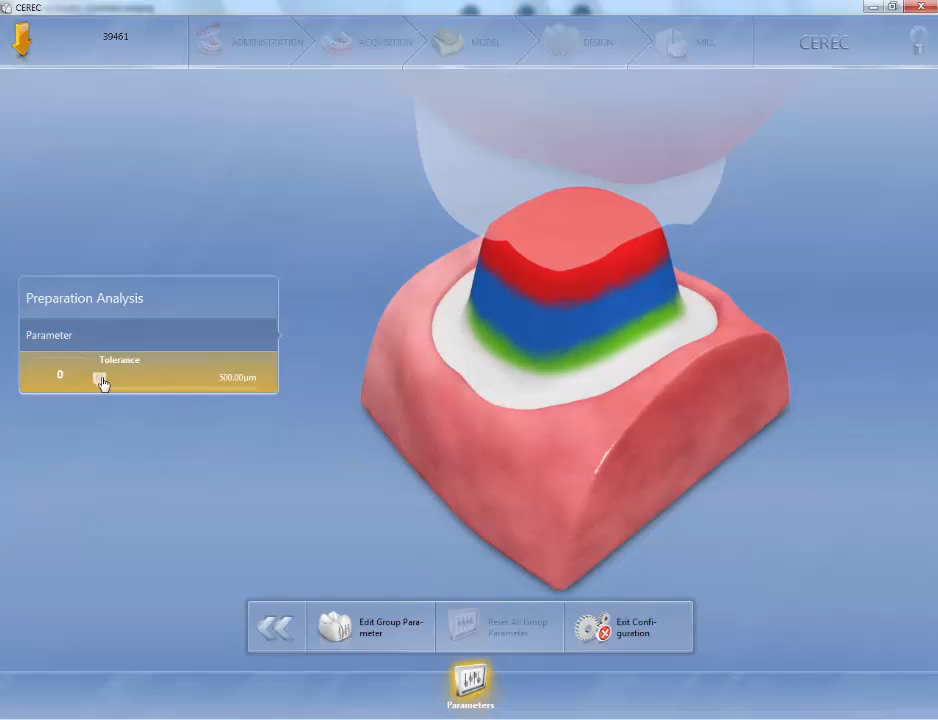 CEREC
39461
ADMINISTRATION
ACQUISITION
MODEL
DESIGN
MILL
CEREC
Preparation Analysis
Parameter
Tolerance
0
500.00µm
Edit Group Para-
meter
Reset All Group
Parameter
Exit Confi-
guration
Parameters